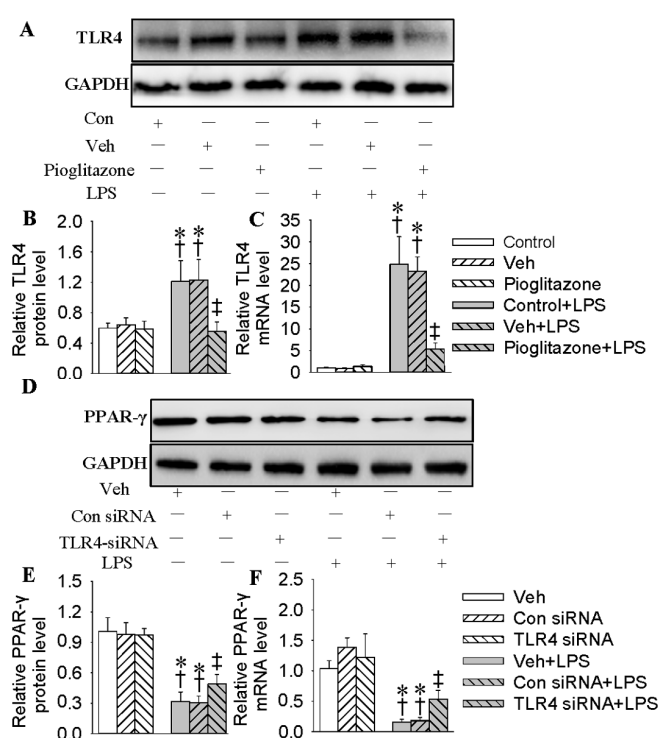 A
TLR4
GAPDH
Con + — — + — —
Veh — + — — + —
Pioglitazone — — + — — +
LPS — — — + + +
B
Relative TLR4
protein level
1.8
1.2
0.6
0.0
* *
† †
‡
C
Relative TLR4
mRNA level
35
30
25
20
15
10
5
0
* *
† †
‡
Control
Veh
Pioglitazone
Control+LPS
Veh+LPS
Pioglitazone+LPS
D
PPAR-γ
GAPDH
Veh + — — + — —
Con siRNA — + — — + —
TLR4-siRNA — — + — — +
LPS — — — + + +
E
Relative PPAR-γ
protein level
1.5
1.2
0.9
0.6
0.3
0.0
* *
† †
‡
F
Relative PPAR-γ
mRNA level
2.5
2.0
1.5
1.0
0.5
0.0
* *
† †
‡
Veh
Con siRNA
TLR4 siRNA
Veh+LPS
Con siRNA+LPS
TLR4 siRNA+LPS